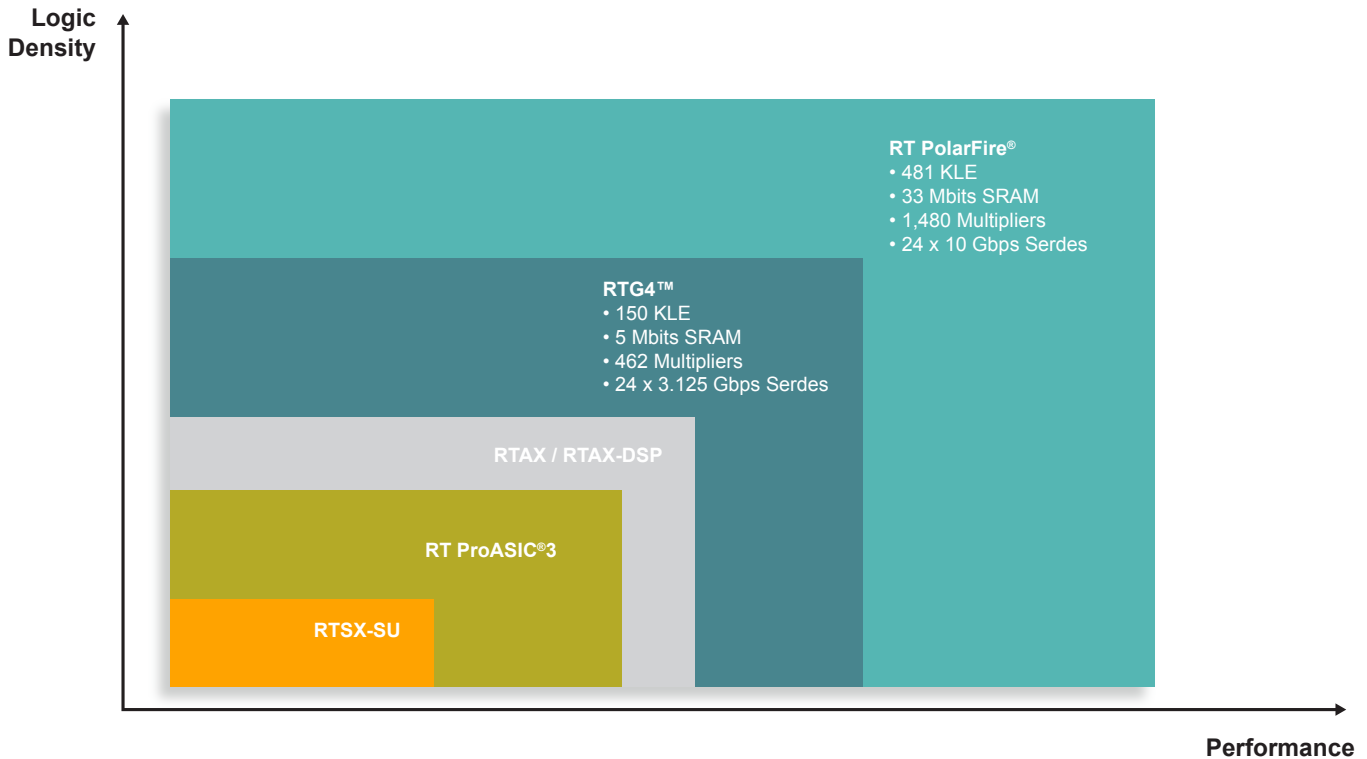 Logic
Density
RT PolarFire®
• 481 KLE
• 33 Mbits SRAM
• 1,480 Multipliers
• 24 x 10 Gbps Serdes
RTG4™
• 150 KLE
• 5 Mbits SRAM
• 462 Multipliers
• 24 x 3.125 Gbps Serdes
RTAX / RTAX-DSP
RT ProASIC®3
RTSX-SU
Performance